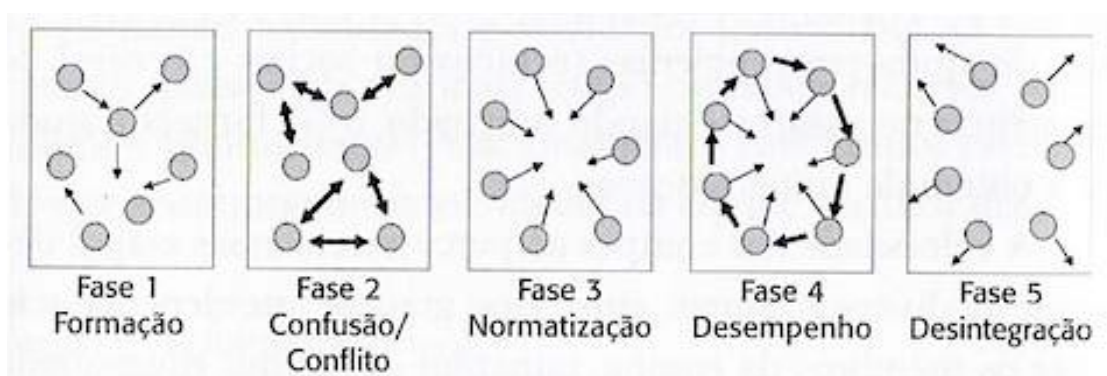 Fase 1
Formação
Fase 2
Confusão/
Conflito
Fase 3
Normatização
Fase 4
Desempenho
Fase 5
Desintegração